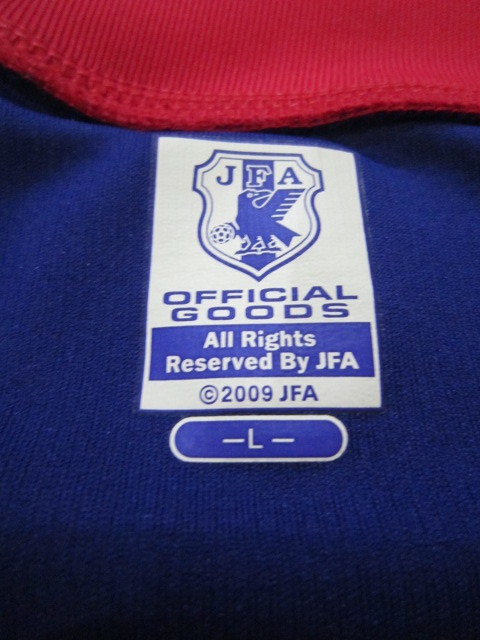 JFA
OFFICIAL
GOODS
All Rights
Reserved By JFA
©2009 JFA
-L-